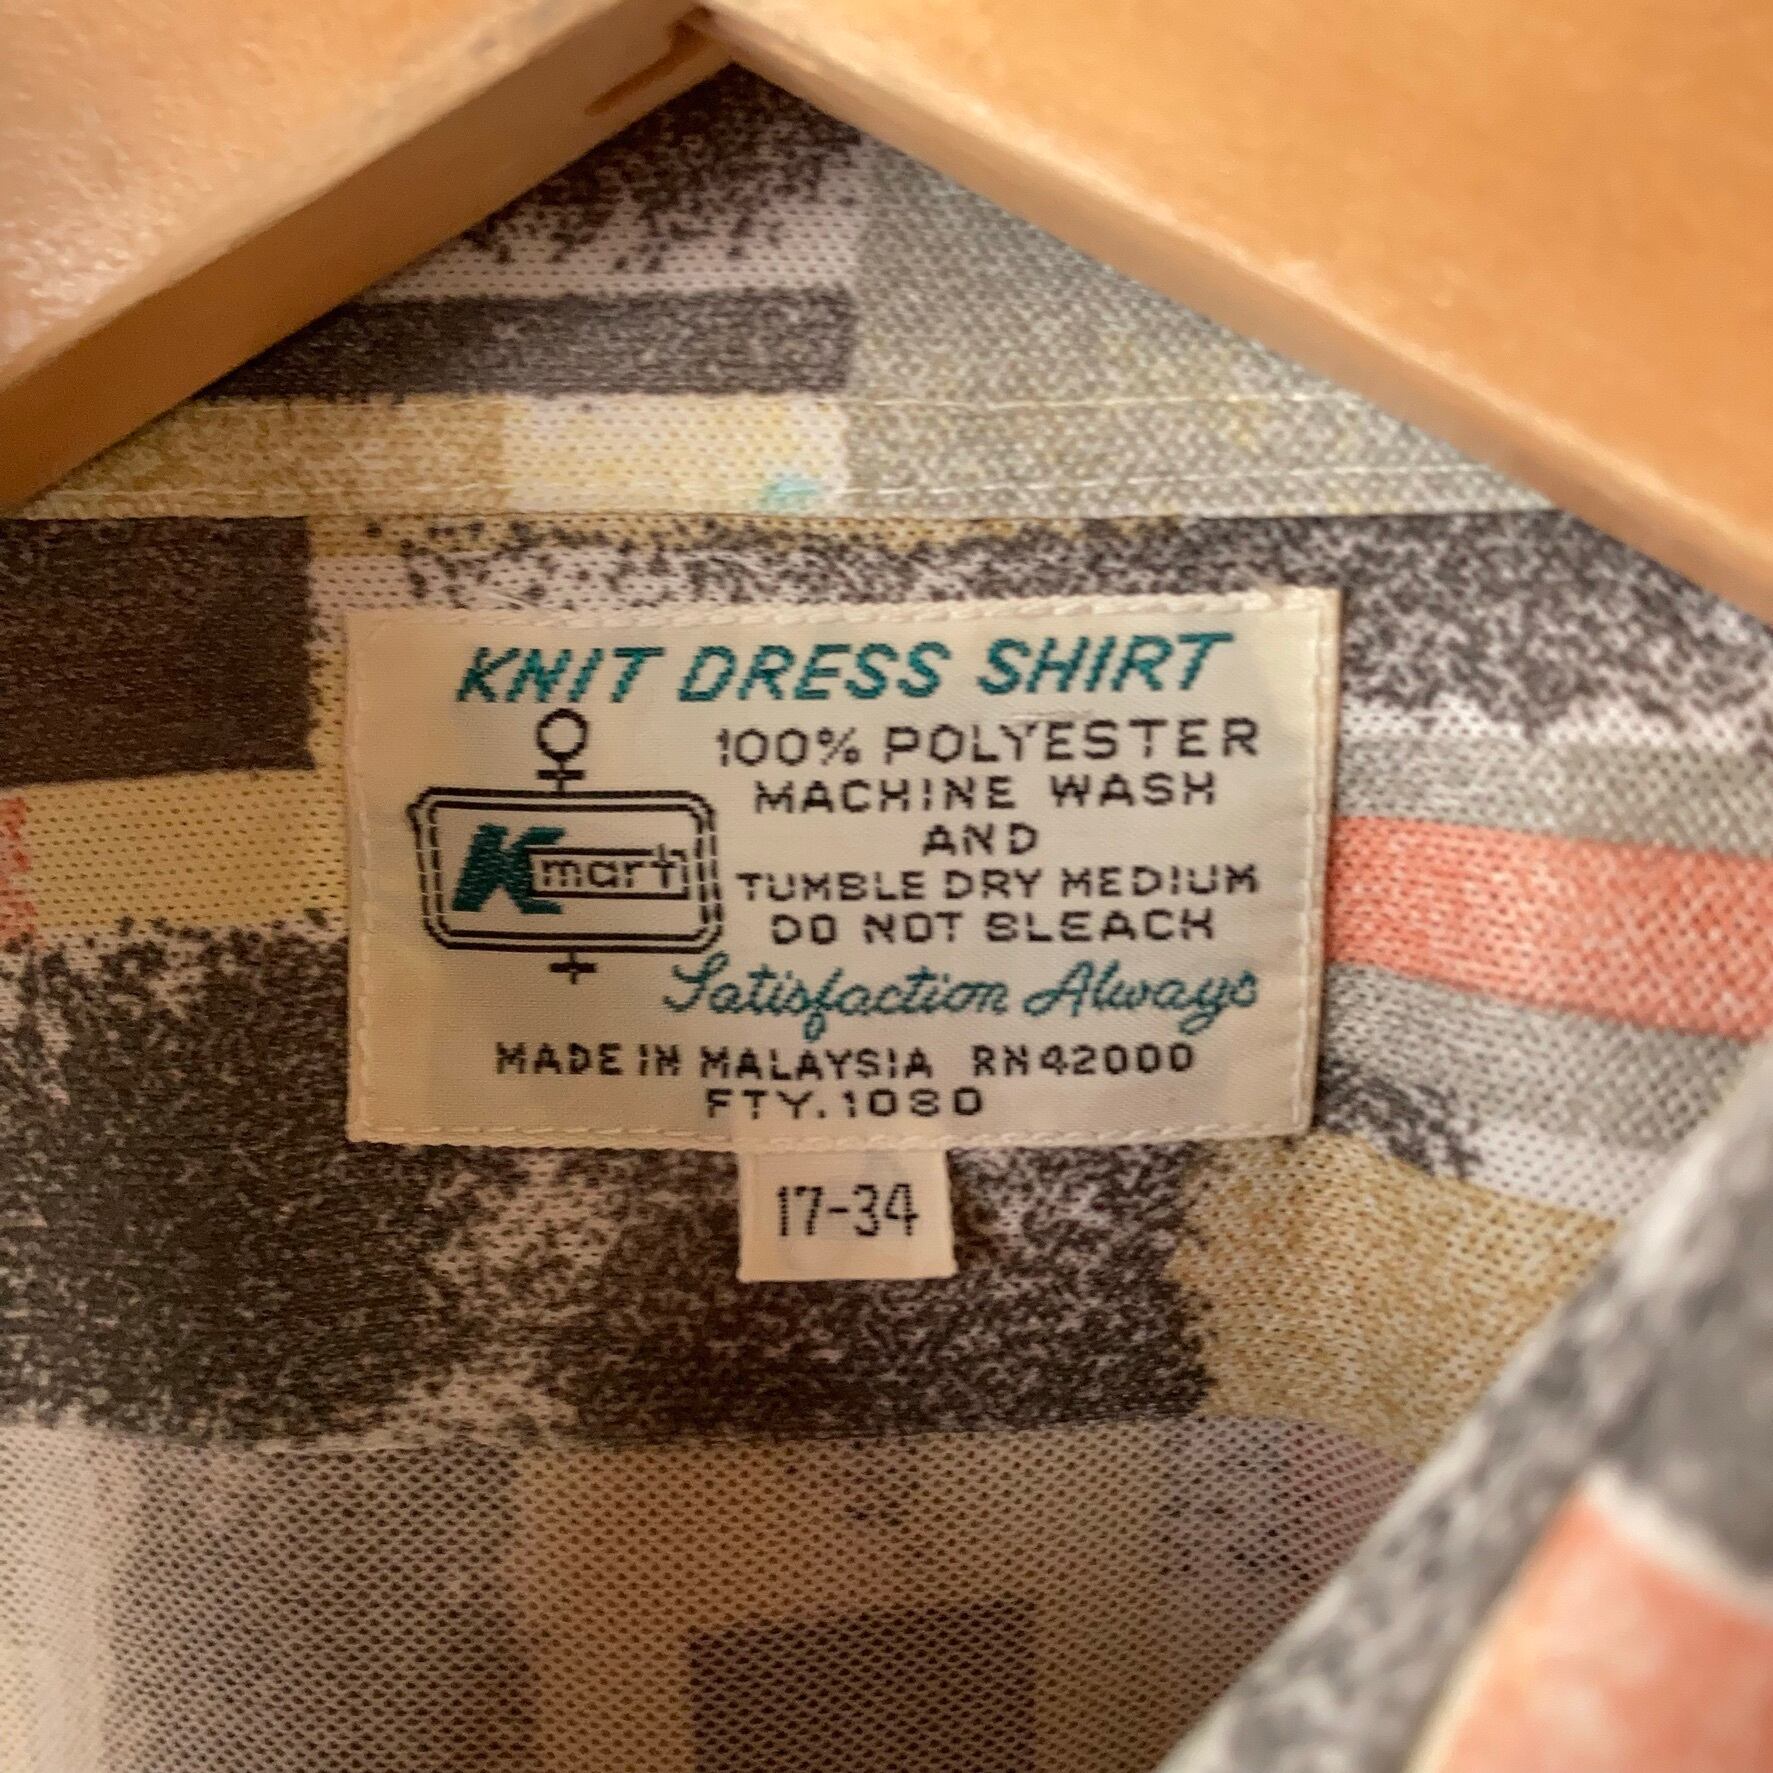 KNIT DRESS SHIRT
100% POLYESTER
MACHINE WASH
AND
TUMBLE DRY MEDIUM
DO NOT BLEACH
Kmart
Satisfaction Always
MADE IN MALAYSIA RN42000
FTY.1080
17-34